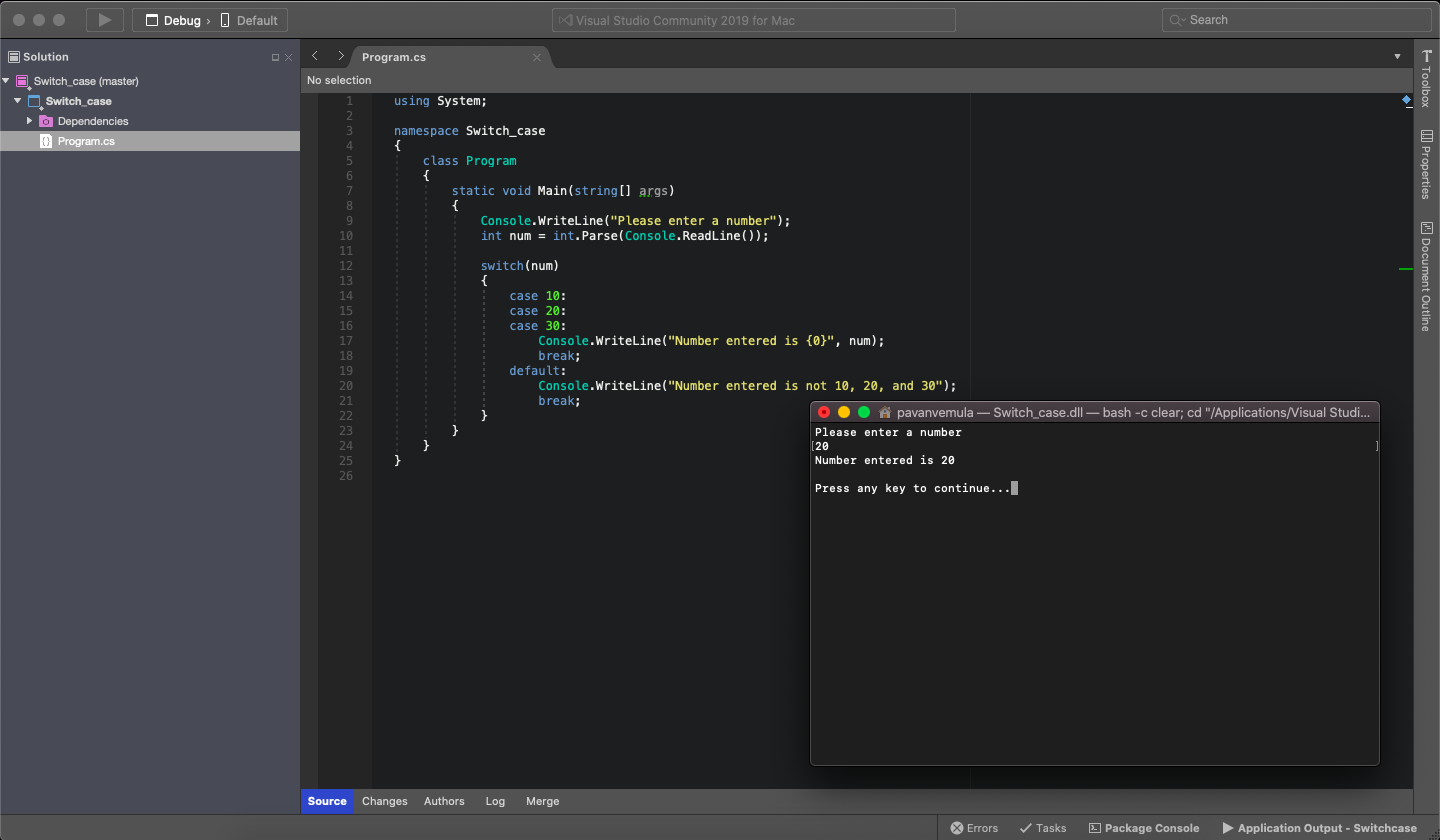 Debug › Default
Visual Studio Community 2019 for Mac
Search
Solution
Switch_case (master)
Switch_case
Dependencies
Program.cs
Program.cs
No selection
1 using System;
2
3 namespace Switch_case
4 {
5 class Program
6 {
7 static void Main(string[] args)
8 {
9 Console.WriteLine("Please enter a number");
10 int num = int.Parse(Console.ReadLine());
11
12 switch(num)
13 {
14 case 10:
15 case 20:
16 case 30:
17 Console.WriteLine("Number entered is {0}", num);
18 break;
19 default:
20 Console.WriteLine("Number entered is not 10, 20, and 30");
21 break;
22 }
23 }
24 }
25 }
26
pavanvemula — Switch_case.dll — bash -c clear; cd "/Applications/Visual Studi...
Please enter a number
[20 ]
Number entered is 20
Press any key to continue...
Toolbox
Properties
Document Outline
Source Changes Authors Log Merge
Errors Tasks Package Console Application Output - Switchcase